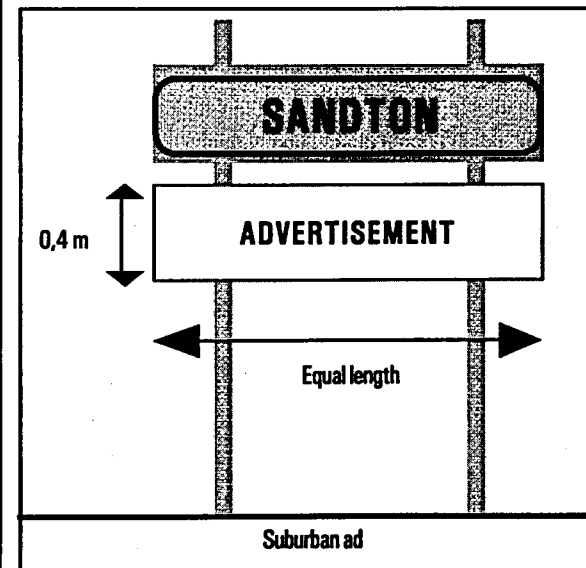 SANDTON
ADVERTISEMENT
0,4 m
Equal length
Suburban ad